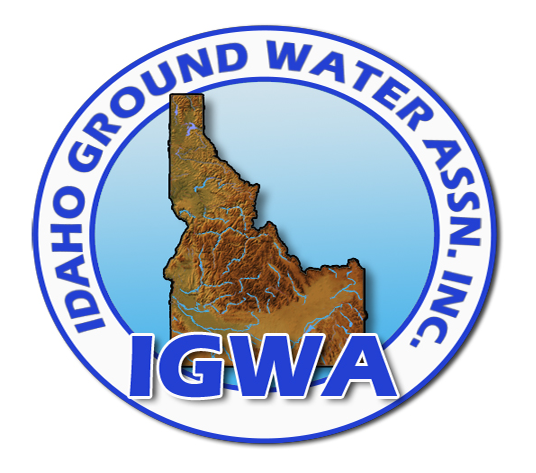 IDAHO GROUND WATER ASSN. INC.
IGWA